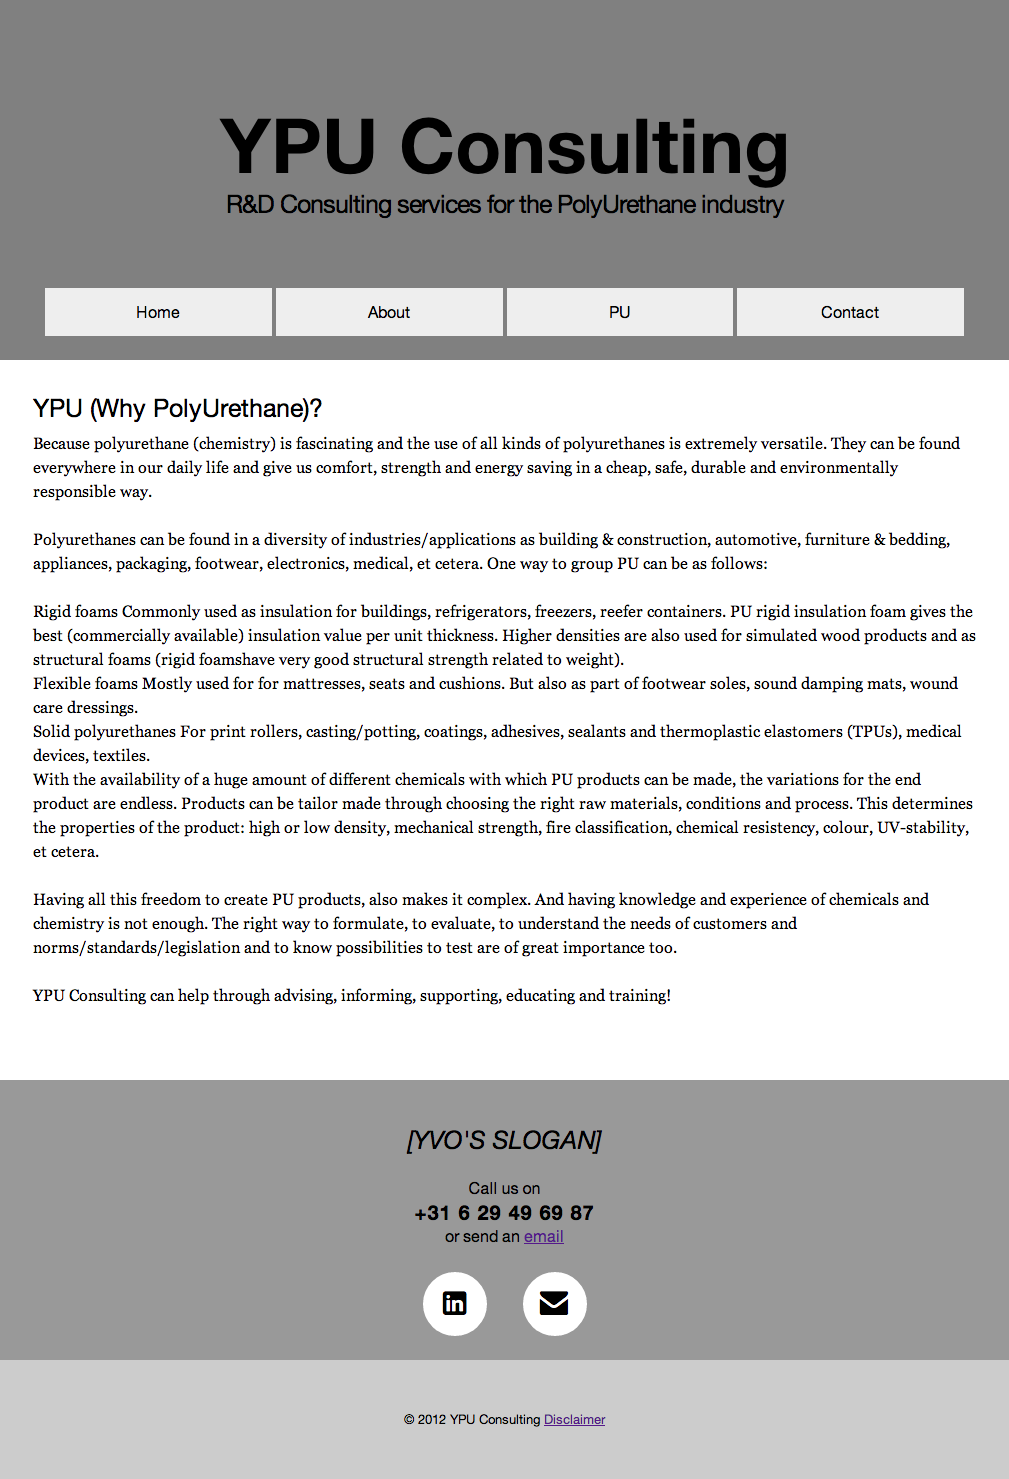 YPU Consulting
R&D Consulting services for the PolyUrethane industry
Home
About
PU
Contact
YPU (Why PolyUrethane)?
Because polyurethane (chemistry) is fascinating and the use of all kinds of polyurethanes is extremely versatile. They can be found
everywhere in our daily life and give us comfort, strength and energy saving in a cheap, safe, durable and environmentally
responsible way.
Polyurethanes can be found in a diversity of industries/applications as building & construction, automotive, furniture & bedding,
appliances, packaging, footwear, electronics, medical, et cetera. One way to group PU can be as follows:
Rigid foams Commonly used as insulation for buildings, refrigerators, freezers, reefer containers. PU rigid insulation foam gives the
best (commercially available) insulation value per unit thickness. Higher densities are also used for simulated wood products and as
structural foams (rigid foamshave very good structural strength related to weight).
Flexible foams Mostly used for for mattresses, seats and cushions. But also as part of footwear soles, sound damping mats, wound
care dressings.
Solid polyurethanes For print rollers, casting/potting, coatings, adhesives, sealants and thermoplastic elastomers (TPUs), medical
devices, textiles.
With the availability of a huge amount of different chemicals with which PU products can be made, the variations for the end
product are endless. Products can be tailor made through choosing the right raw materials, conditions and process. This determines
the properties of the product: high or low density, mechanical strength, fire classification, chemical resistency, colour, UV-stability,
et cetera.
Having all this freedom to create PU products, also makes it complex. And having knowledge and experience of chemicals and
chemistry is not enough. The right way to formulate, to evaluate, to understand the needs of customers and
norms/standards/legislation and to know possibilities to test are of great importance too.
YPU Consulting can help through advising, informing, supporting, educating and training!
[YVO'S SLOGAN]
Call us on
+31 6 29 49 69 87
or send an email
in
© 2012 YPU Consulting Disclaimer